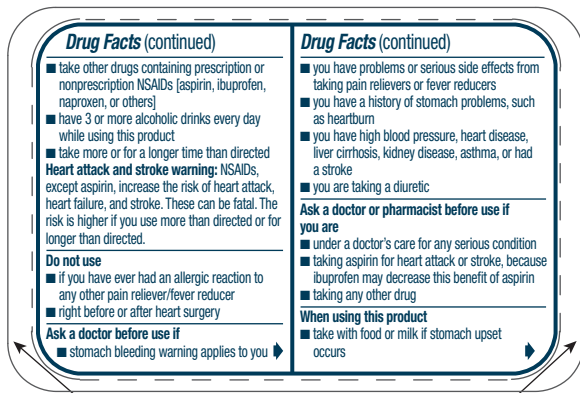 Drug Facts (continued)
■ take other drugs containing prescription or
nonprescription NSAIDs [aspirin, ibuprofen,
naproxen, or others]
■ have 3 or more alcoholic drinks every day
while using this product
■ take more or for a longer time than directed
Heart attack and stroke warning: NSAIDs,
except aspirin, increase the risk of heart attack,
heart failure, and stroke. These can be fatal. The
risk is higher if you use more than directed or for
longer than directed.
Do not use
■ if you have ever had an allergic reaction to
any other pain reliever/fever reducer
■ right before or after heart surgery
Ask a doctor before use if
■ stomach bleeding warning applies to you
Drug Facts (continued)
■ you have problems or serious side effects from
taking pain relievers or fever reducers
■ you have a history of stomach problems, such
as heartburn
■ you have high blood pressure, heart disease,
liver cirrhosis, kidney disease, asthma, or had
a stroke
■ you are taking a diuretic
Ask a doctor or pharmacist before use if
you are
■ under a doctor's care for any serious condition
■ taking aspirin for heart attack or stroke, because
ibuprofen may decrease this benefit of aspirin
■ taking any other drug
When using this product
■ take with food or milk if stomach upset
occurs